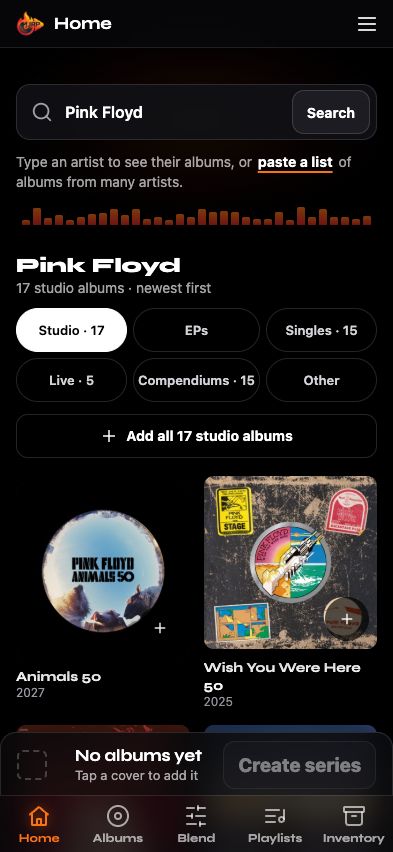 Home
Pink Floyd
Search
Type an artist to see their albums, or paste a list of
albums from many artists.
Pink Floyd
17 studio albums · newest first
Studio · 17
EPs
Singles · 15
Live · 5
Compendiums · 15
Other
+ Add all 17 studio albums
PINK FLOYD
ANIMALS 50
PINK FLOYD
STAGE
Animals 50
2027
Wish You Were Here
50
2025
No albums yet
Tap a cover to add it
Create series
Home
Albums
Blend
Playlists
Inventory